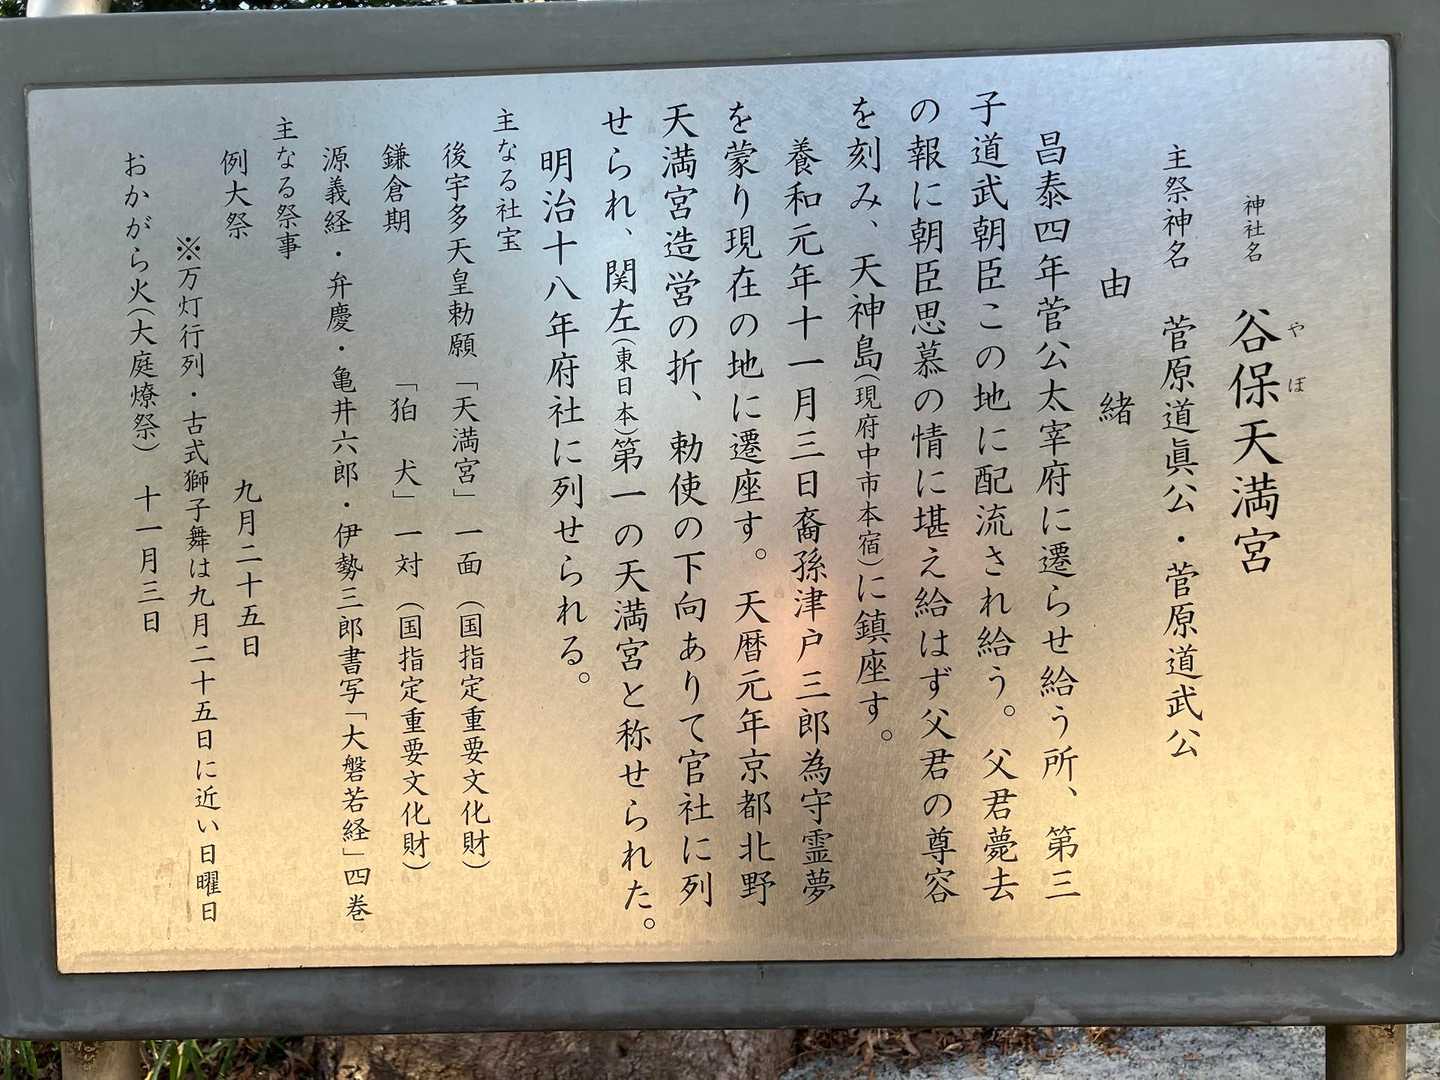 神社名 谷保天満宮
やぼ
主祭神名 菅原道眞公・菅原道武公
由緒
昌泰四年菅公太宰府に遷らせ給う所、第三
子道武朝臣この地に配流され給う。父君薨去
の報に朝臣思慕の情に堪え給はず父君の尊容
を刻み、天神島(現府中市本宿)に鎮座す。
養和元年十一月三日裔孫津戸三郎為守霊夢
を蒙り現在の地に遷座す。天暦元年京都北野
天満宮造営の折、勅使の下向ありて官社に列
せられ、関左(東日本)第一の天満宮と称せられた。
明治十八年府社に列せられる。
主なる社宝
後宇多天皇勅願「天満宮」一面(国指定重要文化財)
鎌倉期 「狛犬」一対(国指定重要文化財)
源義経・弁慶・亀井六郎・伊勢三郎書写「大磐若経」四巻
主なる祭事
例大祭 九月二十五日
※万灯行列・古式獅子舞は九月二十五日に近い日曜日
おかがら火(大庭燎祭) 十一月三日